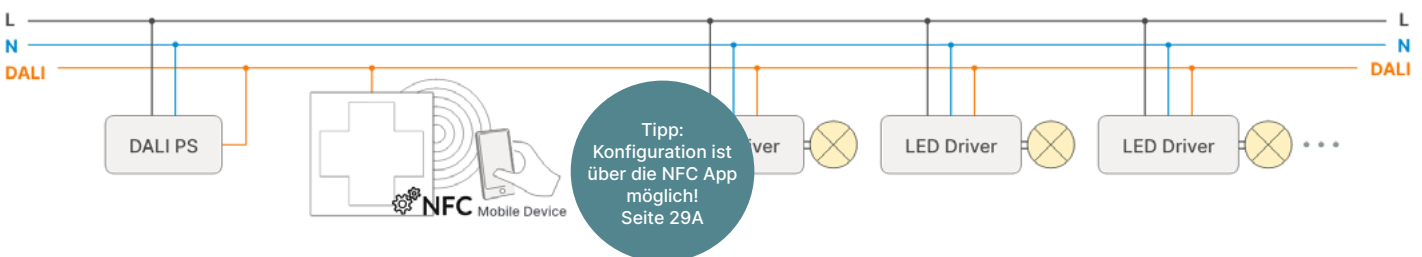 L
L
N
N
DALI
DALI
DALI PS
NFC Mobile Device
Tipp:
Konfiguration ist
über die NFC App
möglich!
Seite 29A
iver
LED Driver
LED Driver